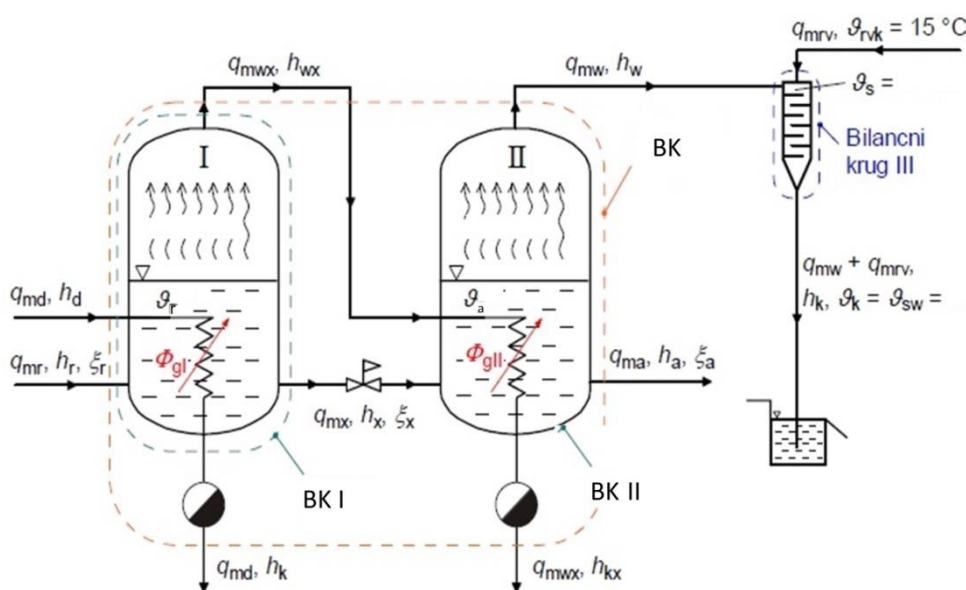 q_mrv, ϑ_rvk = 15 °C
q_mwx, h_wx
q_mw, h_w
ϑ_s =
I
II
BK
Bilancni
krug III
q_mw + q_mrv,
h_k, ϑ_k = ϑ_sw =
q_md, h_d
ϑ_r
ϑ_a
Φ_gI
Φ_gII
q_mr, h_r, ξ_r
q_ma, h_a, ξ_a
q_mx, h_x, ξ_x
BK I
BK II
q_md, h_k
q_mwx, h_kx